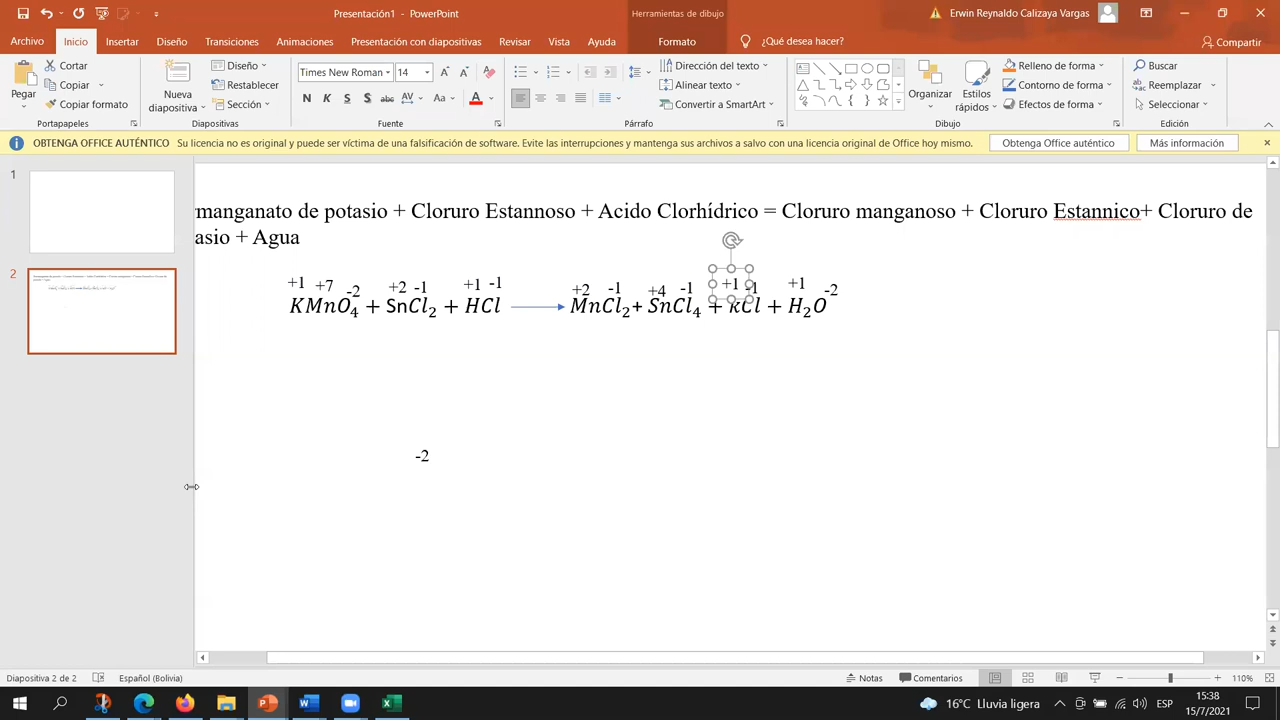 Presentación1 - PowerPoint
Herramientas de dibujo
Erwin Reynaldo Calizaya Vargas
Archivo Inicio Insertar Diseño Transiciones Animaciones Presentación con diapositivas Revisar Vista Ayuda Formato ¿Qué desea hacer? Compartir
Pegar
Cortar
Copiar
Copiar formato
Portapapeles
Nueva diapositiva
Diseño
Restablecer
Sección
Diapositivas
Times New Roman 14
N K S S abc AV Aa A
Fuente
Dirección del texto
Alinear texto
Convertir a SmartArt
Párrafo
Organizar
Estilos rápidos
Relleno de forma
Contorno de forma
Efectos de forma
Dibujo
Buscar
Reemplazar
Seleccionar
Edición
OBTENGA OFFICE AUTÉNTICO Su licencia no es original y puede ser víctima de una falsificación de software. Evite las interrupciones y mantenga sus archivos a salvo con una licencia original de Office hoy mismo. Obtenga Office auténtico Más información
1
2
rmanganato de potasio + Cloruro Estannoso + Acido Clorhídrico = Cloruro manganoso + Cloruro Estannico+ Cloruro de
asio + Agua
+1 +7 -2 +2 -1 +1 -1 +2 -1 +4 -1 +1 -1 +1 -2
KMnO₄ + SnCl₂ + HCl → MnCl₂+ SnCl₄ + KCl + H₂O
-2
Diapositiva 2 de 2 Español (Bolivia) Notas Comentarios 110%
16°C Lluvia ligera ESP 15:38
15/7/2021